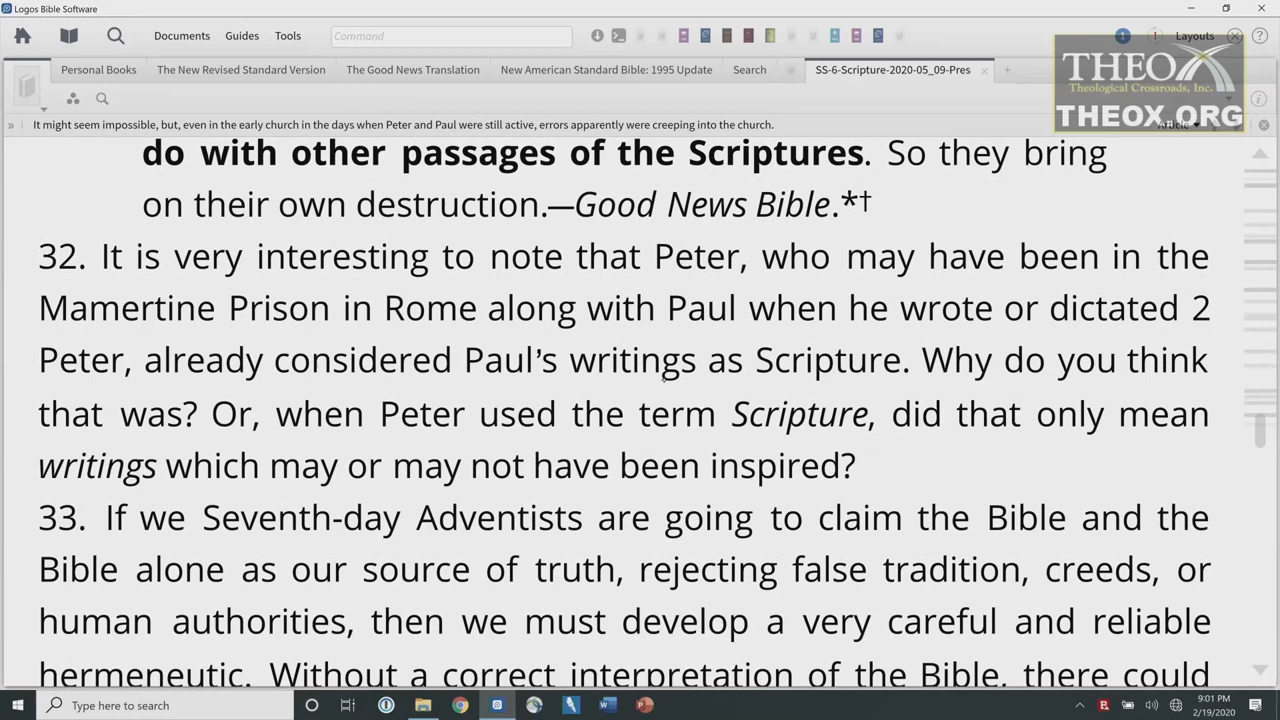 Logos Bible Software
Documents Guides Tools Command 1 Layouts
Personal Books The New Revised Standard Version The Good News Translation New American Standard Bible: 1995 Update Search SS-6-Scripture-2020-05_09-Pres
THEOX
Theological Crossroads, Inc.
THEOX.ORG
» It might seem impossible, but, even in the early church in the days when Peter and Paul were still active, errors apparently were creeping into the church.
do with other passages of the Scriptures. So they bring
on their own destruction.—Good News Bible.*†
32. It is very interesting to note that Peter, who may have been in the
Mamertine Prison in Rome along with Paul when he wrote or dictated 2
Peter, already considered Paul’s writings as Scripture. Why do you think
that was? Or, when Peter used the term Scripture, did that only mean
writings which may or may not have been inspired?
33. If we Seventh-day Adventists are going to claim the Bible and the
Bible alone as our source of truth, rejecting false tradition, creeds, or
human authorities, then we must develop a very careful and reliable
hermeneutic. Without a correct interpretation of the Bible, there could
Type here to search
9:01 PM
2/19/2020